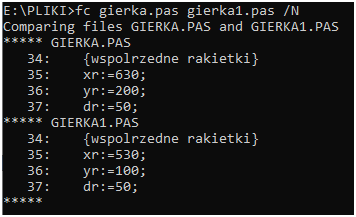 E:\PLIKI>fc gierka.pas gierka1.pas /N
Comparing files GIERKA.PAS and GIERKA1.PAS
***** GIERKA.PAS
   34:     {wspolrzedne rakietki}
   35:     xr:=630;
   36:     yr:=200;
   37:     dr:=50;
***** GIERKA1.PAS
   34:     {wspolrzedne rakietki}
   35:     xr:=530;
   36:     yr:=100;
   37:     dr:=50;
*****